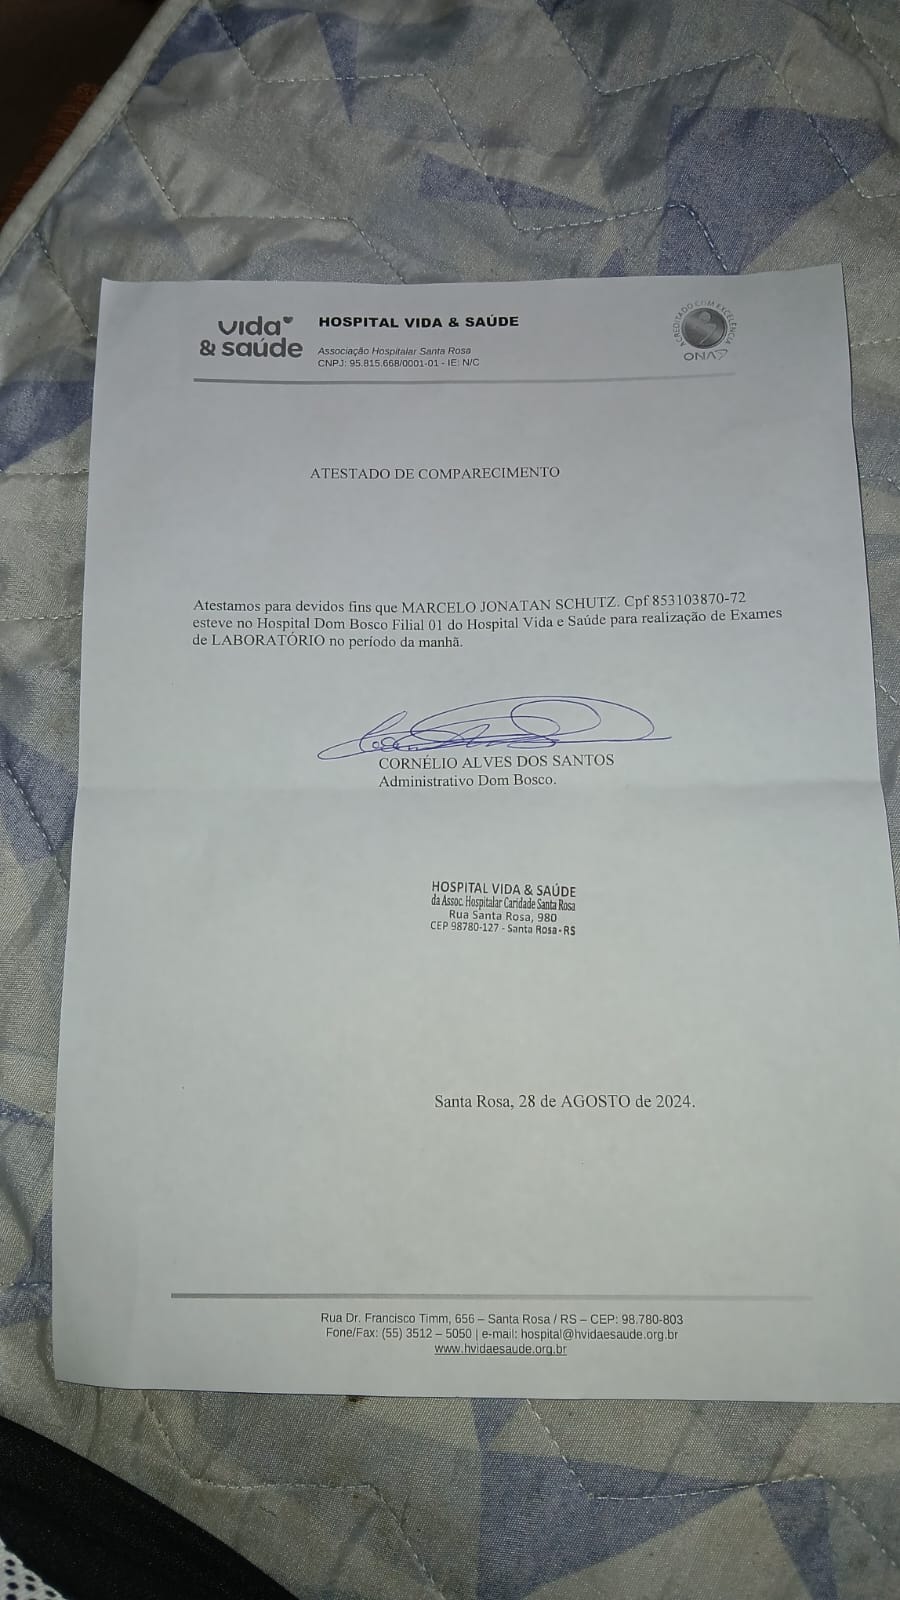 vida
& saúde
HOSPITAL VIDA & SAÚDE
Associação Hospitalar Santa Rosa
CNPJ: 95.815.668/0001-01 - IE: N/C
ACREDITADO COM EXCELÊNCIA
ONA
ATESTADO DE COMPARECIMENTO
Atestamos para devidos fins que MARCELO JONATAN SCHUTZ. Cpf 853103870-72
esteve no Hospital Dom Bosco Filial 01 do Hospital Vida e Saúde para realização de Exames
de LABORATÓRIO no período da manhã.
CORNÉLIO ALVES DOS SANTOS
Administrativo Dom Bosco.
HOSPITAL VIDA & SAÚDE
da Assoc. Hospitalar Caridade Santa Rosa
Rua Santa Rosa, 980
CEP 98780-127 - Santa Rosa - RS
Santa Rosa, 28 de AGOSTO de 2024.
Rua Dr. Francisco Timm, 656 – Santa Rosa / RS – CEP: 98.780-803
Fone/Fax: (55) 3512 – 5050 | e-mail: hospital@hvidaesaude.org.br
www.hvidaesaude.org.br